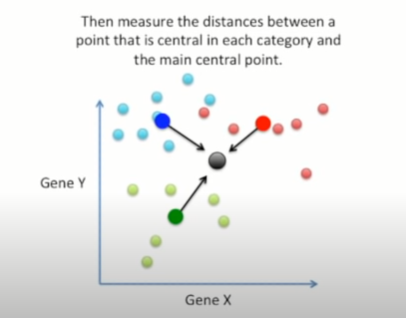 Then measure the distances between a
point that is central in each category and
the main central point.
Gene Y
Gene X